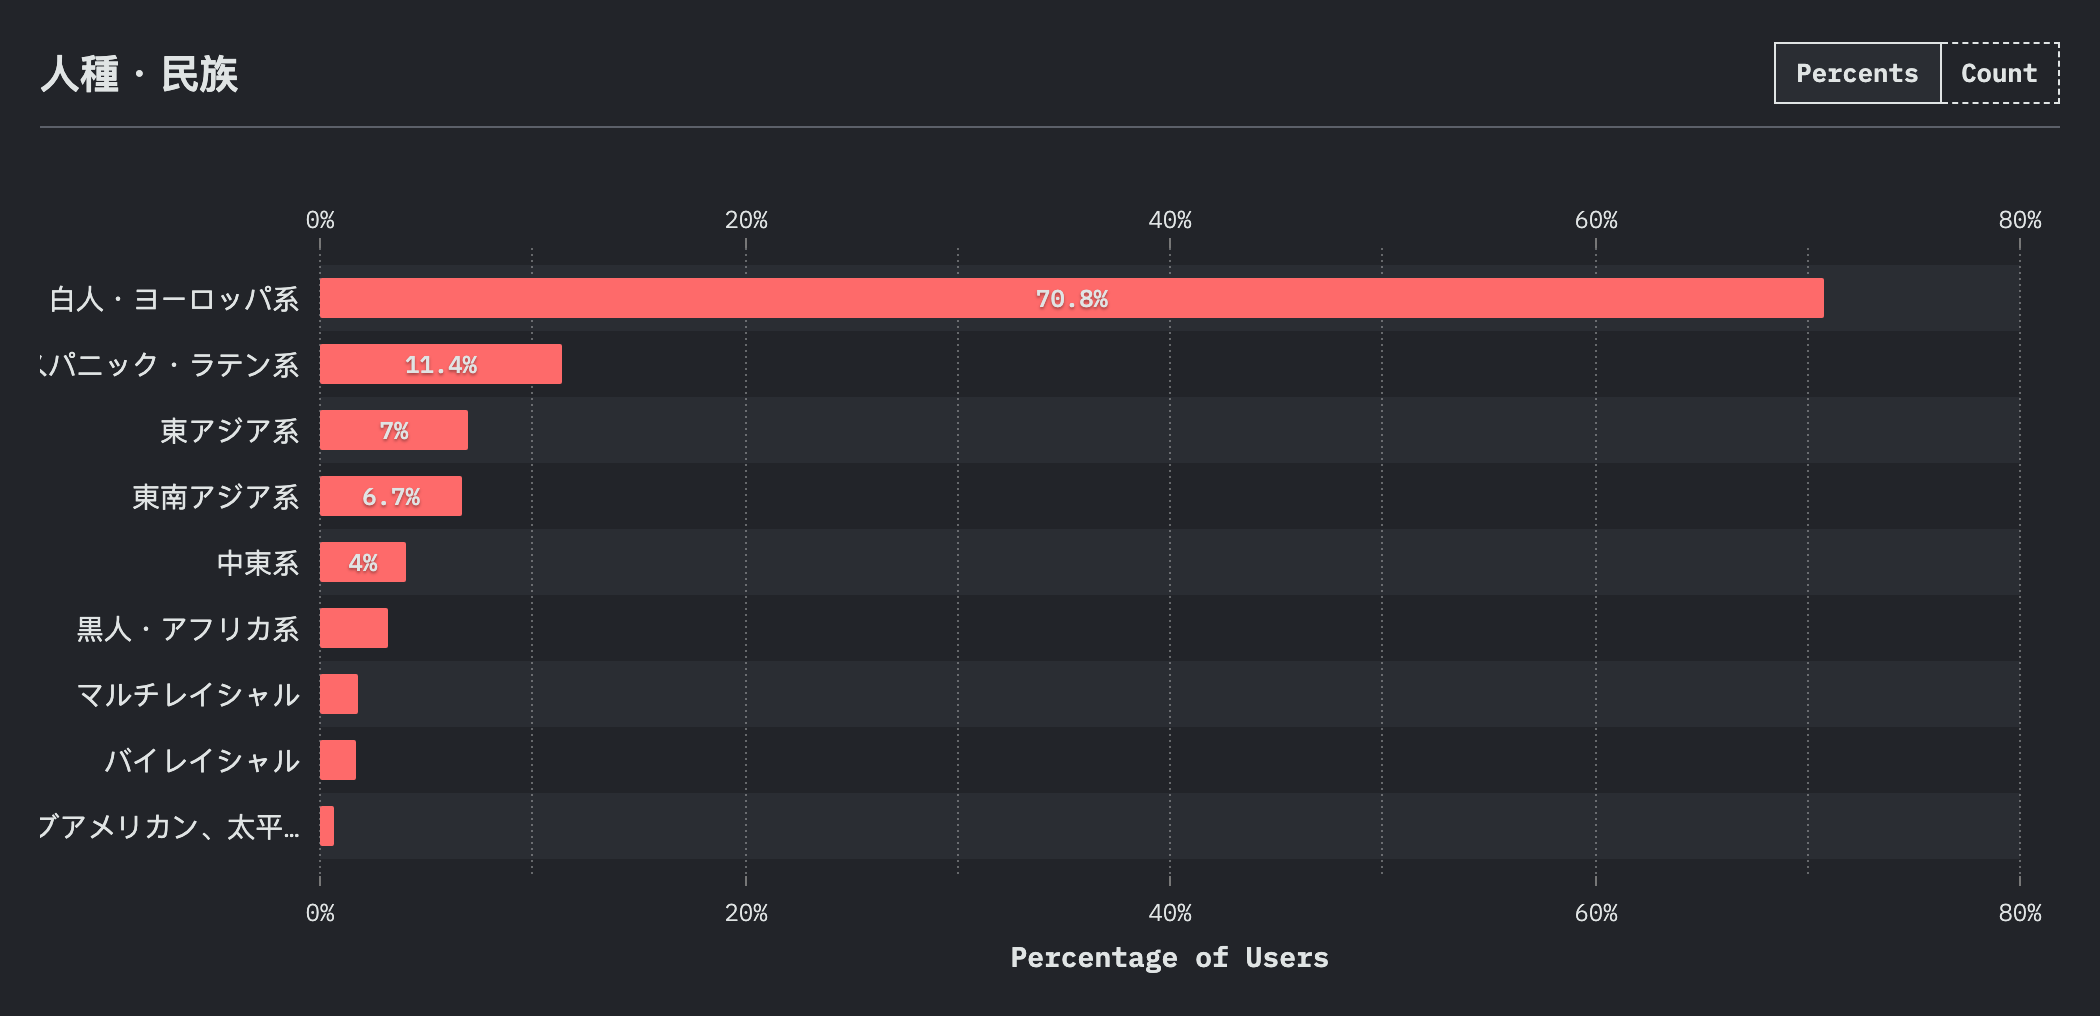 人種・民族
Percents Count
0% 20% 40% 60% 80%
白人・ヨーロッパ系 70.8%
パニック・ラテン系 11.4%
東アジア系 7%
東南アジア系 6.7%
中東系 4%
黒人・アフリカ系
マルチレイシャル
バイレイシャル
ブアメリカン、太平…
0% 20% 40% 60% 80%
Percentage of Users